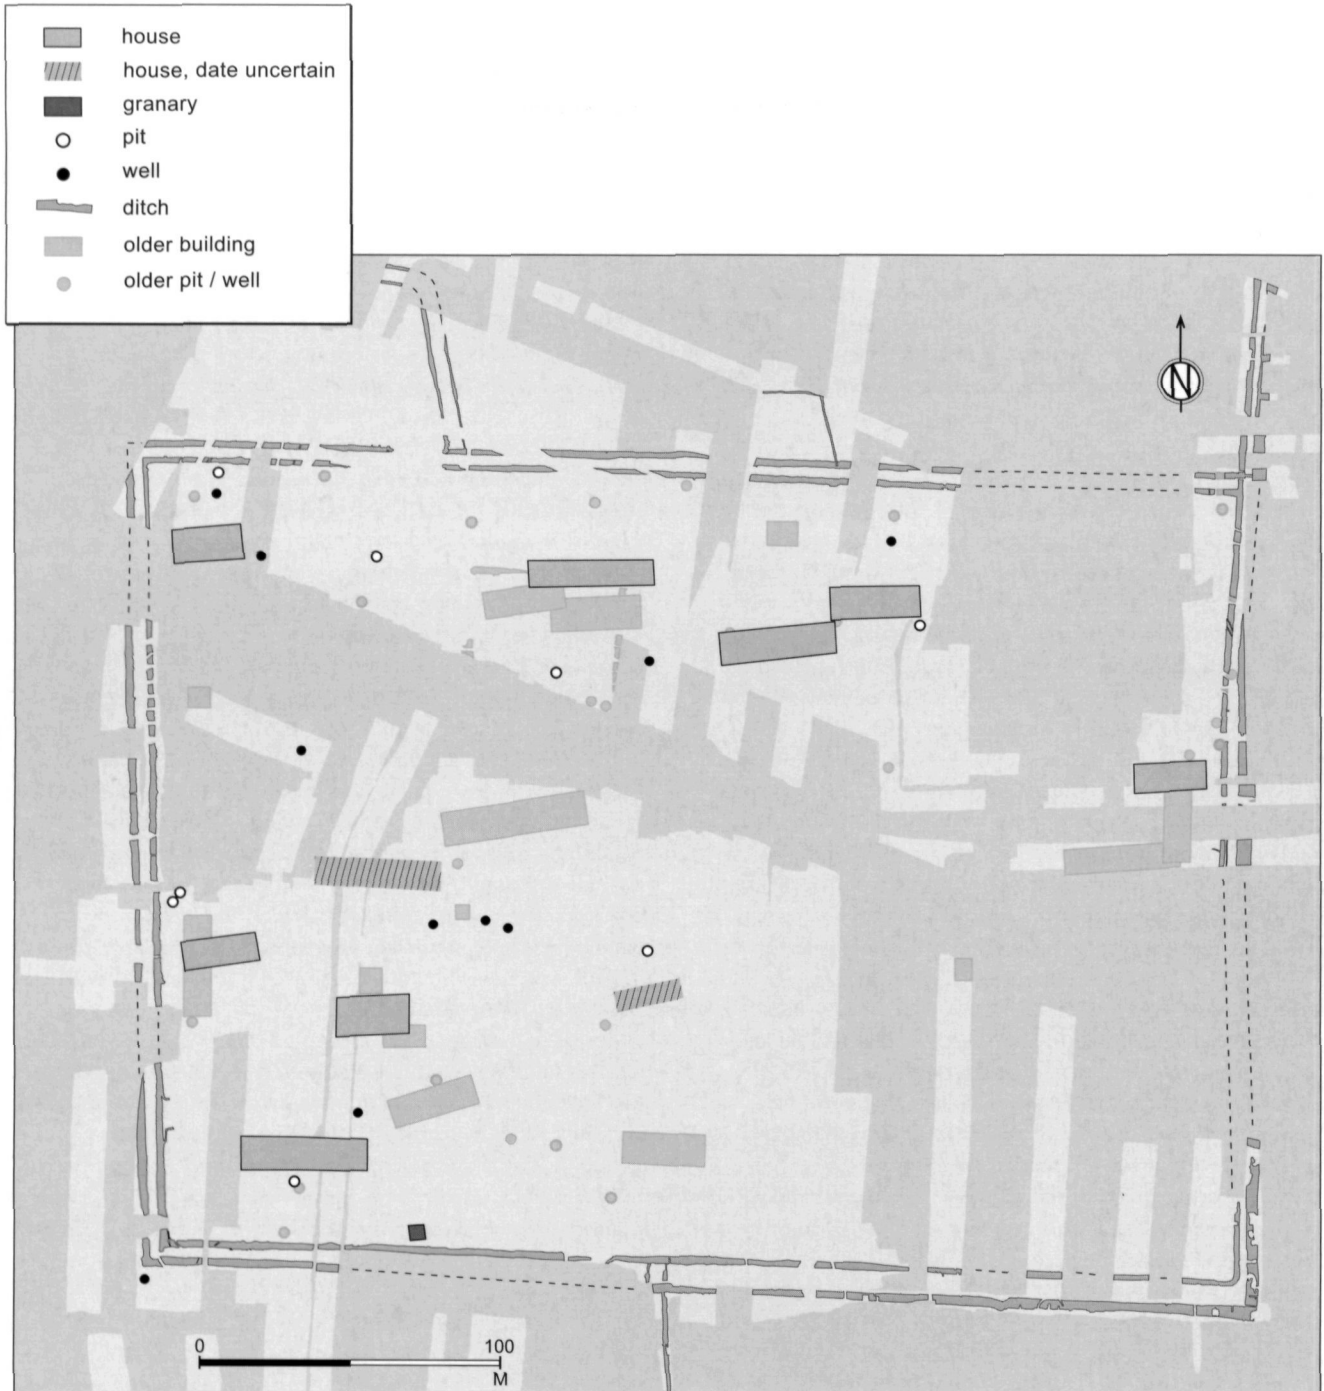 house
house, date uncertain
granary
pit
well
ditch
older building
older pit / well
N
0 100
M